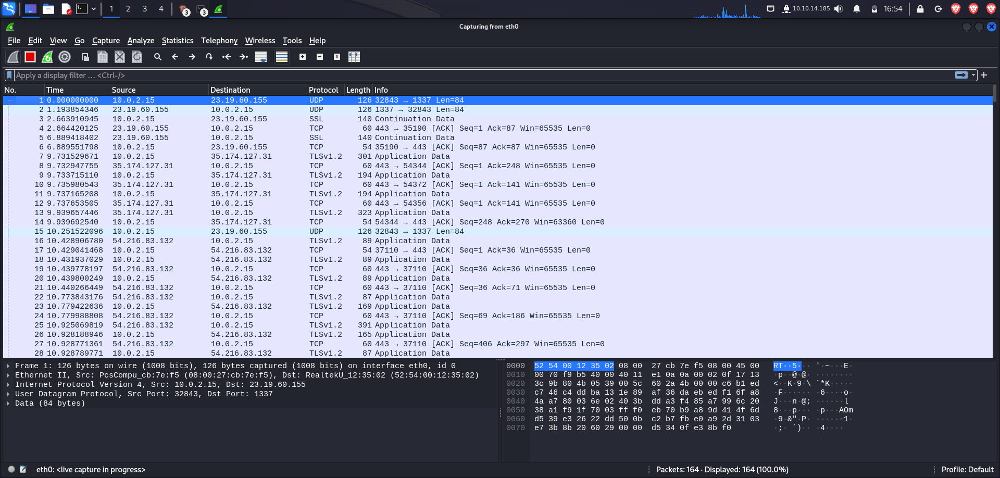 1 2 3 4 3 3 10.10.14.185 16:54
Capturing from eth0
File Edit View Go Capture Analyze Statistics Telephony Wireless Tools Help
Apply a display filter … <Ctrl-/>
No. Time Source Destination Protocol Length Info
1 0.000000000 10.0.2.15 23.19.60.155 UDP 126 32843 → 1337 Len=84
2 1.193854346 23.19.60.155 10.0.2.15 UDP 126 1337 → 32843 Len=84
3 2.663910945 10.0.2.15 23.19.60.155 SSL 140 Continuation Data
4 2.664420125 23.19.60.155 10.0.2.15 TCP 60 443 → 35190 [ACK] Seq=1 Ack=87 Win=65535 Len=0
5 6.889418402 23.19.60.155 10.0.2.15 SSL 140 Continuation Data
6 6.889551798 10.0.2.15 23.19.60.155 TCP 54 35190 → 443 [ACK] Seq=87 Ack=87 Win=65535 Len=0
7 9.731529671 10.0.2.15 35.174.127.31 TLSv1.2 301 Application Data
8 9.732947755 35.174.127.31 10.0.2.15 TCP 60 443 → 54344 [ACK] Seq=1 Ack=248 Win=65535 Len=0
9 9.733715110 10.0.2.15 35.174.127.31 TLSv1.2 194 Application Data
10 9.735980543 35.174.127.31 10.0.2.15 TCP 60 443 → 54372 [ACK] Seq=1 Ack=141 Win=65535 Len=0
11 9.737165208 10.0.2.15 35.174.127.31 TLSv1.2 194 Application Data
12 9.737653505 35.174.127.31 10.0.2.15 TCP 60 443 → 54356 [ACK] Seq=1 Ack=141 Win=65535 Len=0
13 9.939657446 35.174.127.31 10.0.2.15 TLSv1.2 323 Application Data
14 9.939692540 10.0.2.15 35.174.127.31 TCP 54 54344 → 443 [ACK] Seq=248 Ack=270 Win=63360 Len=0
15 10.251522096 10.0.2.15 23.19.60.155 UDP 126 32843 → 1337 Len=84
16 10.428906780 54.216.83.132 10.0.2.15 TLSv1.2 89 Application Data
17 10.429041468 10.0.2.15 54.216.83.132 TCP 54 37110 → 443 [ACK] Seq=1 Ack=36 Win=65535 Len=0
18 10.431937029 10.0.2.15 54.216.83.132 TLSv1.2 89 Application Data
19 10.439778197 54.216.83.132 10.0.2.15 TCP 60 443 → 37110 [ACK] Seq=36 Ack=36 Win=65535 Len=0
20 10.439800249 10.0.2.15 54.216.83.132 TLSv1.2 89 Application Data
21 10.440266449 54.216.83.132 10.0.2.15 TCP 60 443 → 37110 [ACK] Seq=36 Ack=71 Win=65535 Len=0
22 10.773843176 54.216.83.132 10.0.2.15 TLSv1.2 87 Application Data
23 10.779422636 10.0.2.15 54.216.83.132 TLSv1.2 169 Application Data
24 10.779988808 54.216.83.132 10.0.2.15 TCP 60 443 → 37110 [ACK] Seq=69 Ack=186 Win=65535 Len=0
25 10.925069819 54.216.83.132 10.0.2.15 TLSv1.2 391 Application Data
26 10.928188946 10.0.2.15 54.216.83.132 TLSv1.2 165 Application Data
27 10.928771361 54.216.83.132 10.0.2.15 TCP 60 443 → 37110 [ACK] Seq=406 Ack=297 Win=65535 Len=0
28 10.928789771 10.0.2.15 54.216.83.132 TLSv1.2 87 Application Data
Frame 1: 126 bytes on wire (1008 bits), 126 bytes captured (1008 bits) on interface eth0, id 0
Ethernet II, Src: PcsCompu_cb:7e:f5 (08:00:27:cb:7e:f5), Dst: RealtekU_12:35:02 (52:54:00:12:35:02)
Internet Protocol Version 4, Src: 10.0.2.15, Dst: 23.19.60.155
User Datagram Protocol, Src Port: 32843, Dst Port: 1337
Data (84 bytes)
0000 52 54 00 12 35 02 08 00 27 cb 7e f5 08 00 45 00 RT··5··· '·~···E·
0010 00 70 f9 b5 40 00 40 11 e1 0a 0a 00 02 0f 17 13 ·p··@·@· ········
0020 3c 9b 80 4b 05 39 00 5c 60 2a 4b 00 00 c6 b1 ed <··K·9·\ `*K·····
0030 c7 46 c4 dd ba 13 1e 89 af 36 da eb ed f1 6f a8 ·F······ ·6····o·
0040 4a a7 80 03 6e 02 40 3b dd a3 f4 85 a7 99 6c 20 J···n·@; ······l
0050 38 a1 f9 1f 70 03 ff f0 eb 70 b9 a8 9d 41 4f 6d 8···p··· ·p···AOm
0060 d5 39 e3 26 22 dd 50 0b c2 b7 fb e0 a9 2d 31 03 ·9·&"·P· ·····-1·
0070 e7 3b 8b 20 60 29 00 00 d5 34 0f e3 8b f0 ·;· `)·· ·4····
eth0: <live capture in progress> Packets: 164 · Displayed: 164 (100.0%) Profile: Default